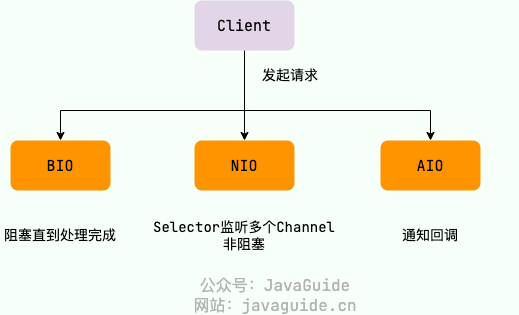 Client
发起请求
BIO
NIO
AIO
阻塞直到处理完成
Selector监听多个Channel
非阻塞
通知回调
公众号：JavaGuide
网站：javaguide.cn